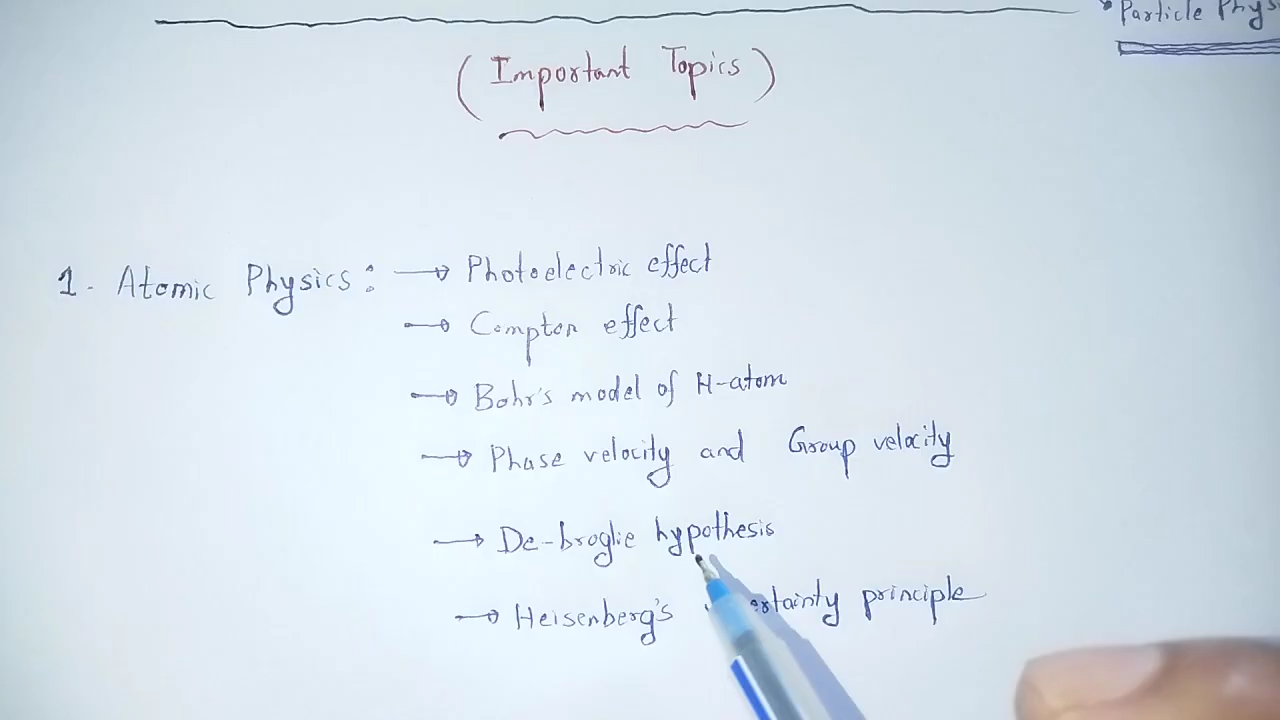 • Particle
(Important Topics)
1. Atomic Physics: → Photoelectric effect
→ Compton effect
→ Bohr's model of H-atom
→ Phase velocity and Group velocity
→ De-broglie hypothesis
→ Heisenberg's principle